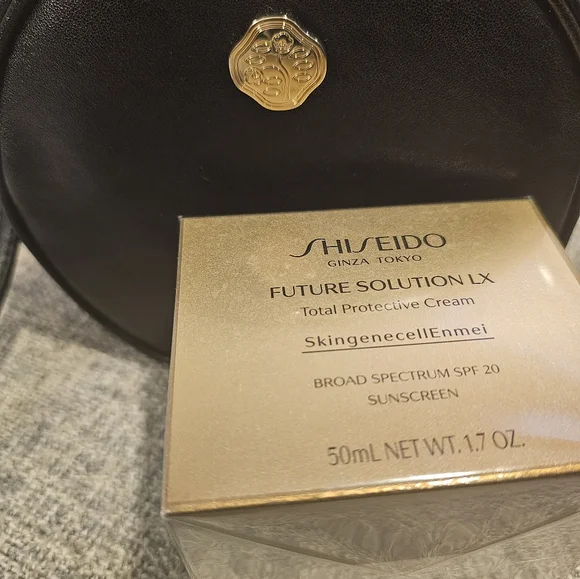 SHISEIDO
GINZA TOKYO
FUTURE SOLUTION LX
Total Protective Cream
SkingenecellEnmei
BROAD SPECTRUM SPF 20
SUNSCREEN
50mL NET WT. 1.7 OZ.